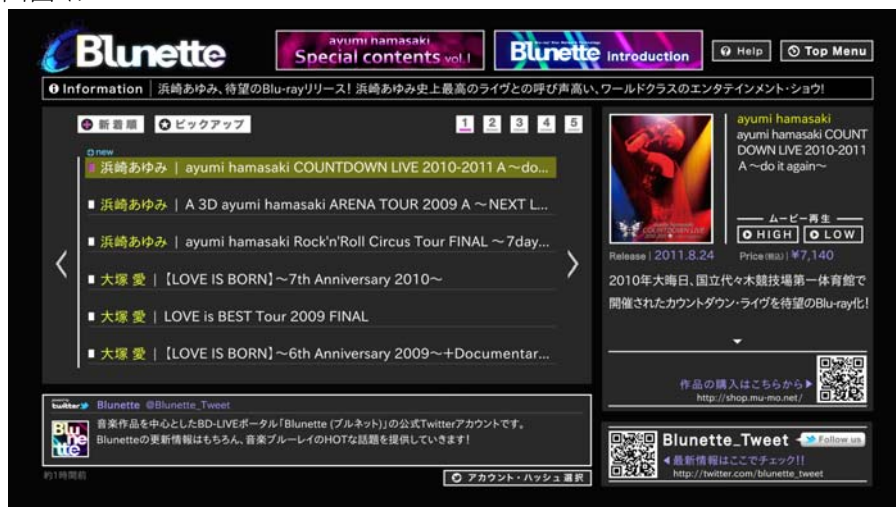 Blunette
ayumi hamasaki
Special contents vol.1
Blunette Introduction
Help
Top Menu
Information
浜崎あゆみ、待望のBlu-rayリリース! 浜崎あゆみ史上最高のライヴとの呼び声高い、ワールドクラスのエンタテインメント・ショウ!
新着順
ピックアップ
1 2 3 4 5
new
浜崎あゆみ | ayumi hamasaki COUNTDOWN LIVE 2010-2011 A ～do...
浜崎あゆみ | A 3D ayumi hamasaki ARENA TOUR 2009 A ～NEXT L...
浜崎あゆみ | ayumi hamasaki Rock'n'Roll Circus Tour FINAL ～7day...
大塚 愛 | 【LOVE IS BORN】～7th Anniversary 2010～
大塚 愛 | LOVE is BEST Tour 2009 FINAL
大塚 愛 | 【LOVE IS BORN】～6th Anniversary 2009～+Documentar...
ayumi hamasaki
ayumi hamasaki COUNT
DOWN LIVE 2010-2011
A ～do it again～
ムービー再生
HIGH
LOW
Release | 2011.8.24
Price(税込) | ¥7,140
2010年大晦日、国立代々木競技場第一体育館で
開催されたカウントダウン・ライヴを待望のBlu-ray化!
作品の購入はこちらから
http://shop.mu-mo.net/
twitter
Blunette @Blunette_Tweet
Blunette
音楽作品を中心としたBD-LIVEポータル「Blunette (ブルネット)」の公式Twitterアカウントです。
Blunetteの更新情報はもちろん、音楽ブルーレイのHOTな話題を提供していきます!
約1時間前
アカウント・ハッシュ選択
Blunette_Tweet
Follow us
最新情報はここでチェック!!
http://twitter.com/blunette_tweet